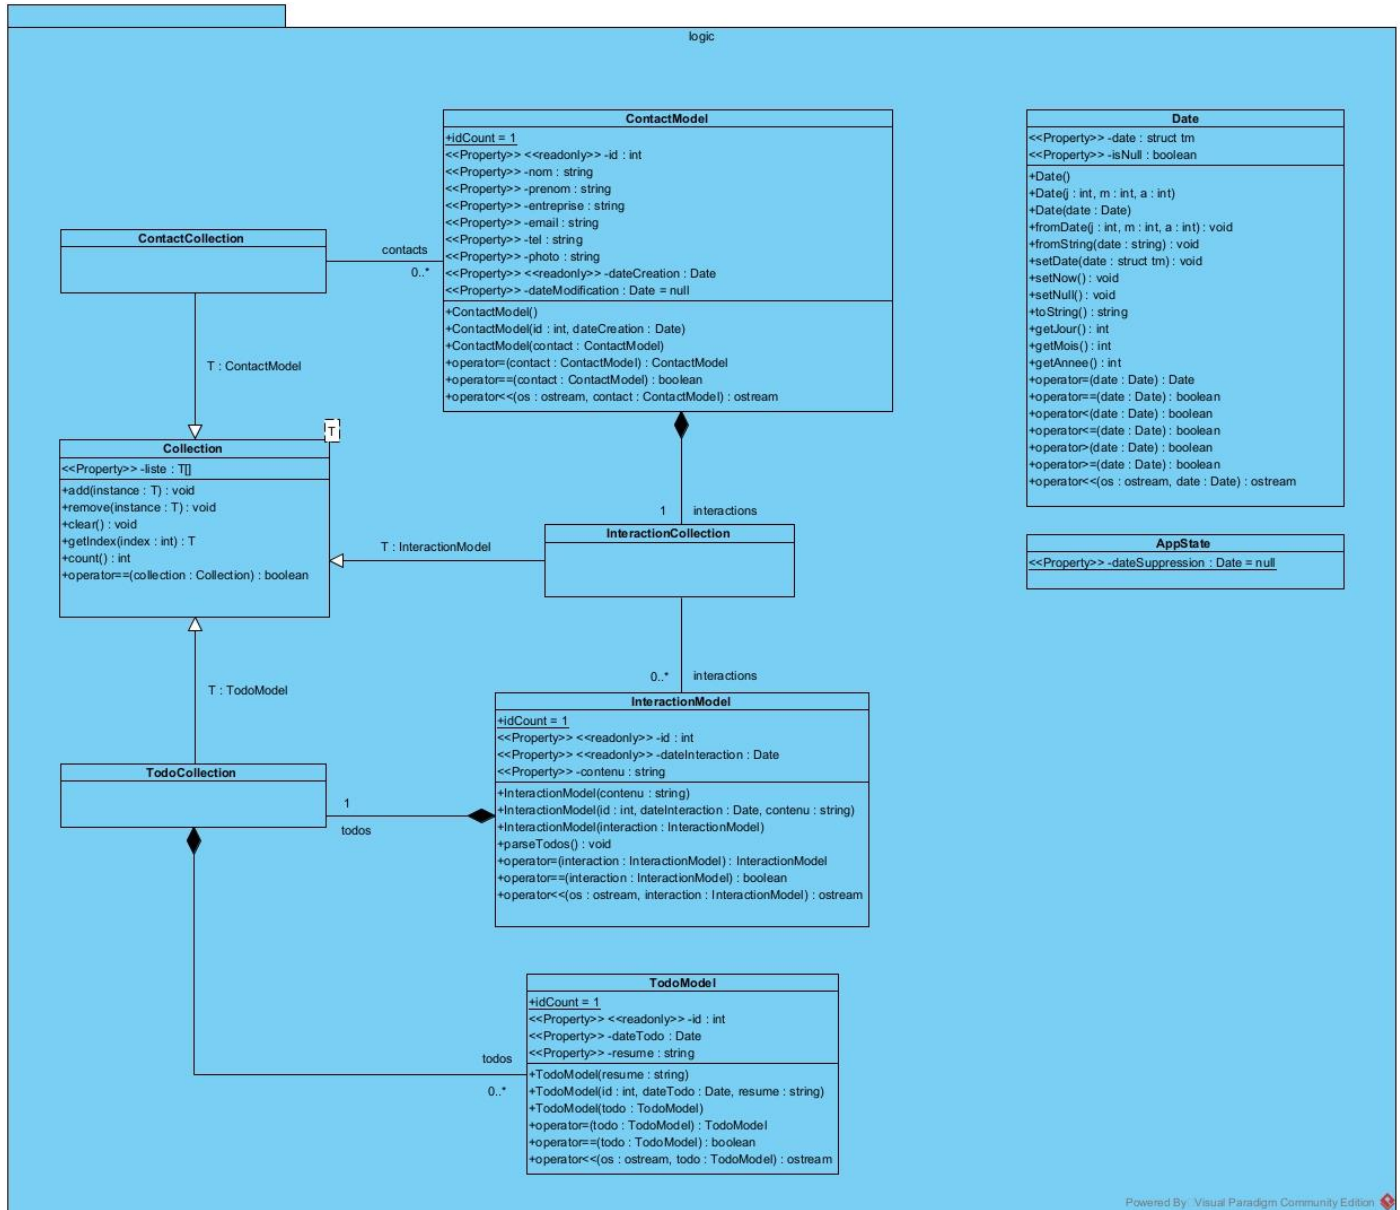 logic
ContactModel
+idCount = 1
<<Property>> <<readonly>> -id : int
<<Property>> -nom : string
<<Property>> -prenom : string
<<Property>> -entreprise : string
<<Property>> -email : string
<<Property>> -tel : string
<<Property>> -photo : string
<<Property>> <<readonly>> -dateCreation : Date
<<Property>> -dateModification : Date = null
+ContactModel()
+ContactModel(id : int, dateCreation : Date)
+ContactModel(contact : ContactModel)
+operator=(contact : ContactModel) : ContactModel
+operator==(contact : ContactModel) : boolean
+operator<<(os : ostream, contact : ContactModel) : ostream
Date
<<Property>> -date : struct tm
<<Property>> -isNull : boolean
+Date()
+Date(j : int, m : int, a : int)
+Date(date : Date)
+fromDate(j : int, m : int, a : int) : void
+fromString(date : string) : void
+setDate(date : struct tm) : void
+setNow() : void
+setNull() : void
+toString() : string
+getJour() : int
+getMois() : int
+getAnnee() : int
+operator=(date : Date) : Date
+operator==(date : Date) : boolean
+operator<(date : Date) : boolean
+operator<=(date : Date) : boolean
+operator>(date : Date) : boolean
+operator>=(date : Date) : boolean
+operator<<(os : ostream, date : Date) : ostream
ContactCollection
contacts
0..*
T : ContactModel
T
Collection
<<Property>> -liste : T[]
+add(instance : T) : void
+remove(instance : T) : void
+clear() : void
+getIndex(index : int) : T
+count() : int
+operator==(collection : Collection) : boolean
1
interactions
T : InteractionModel
InteractionCollection
AppState
<<Property>> -dateSuppression : Date = null
0..*
interactions
T : TodoModel
InteractionModel
+idCount = 1
<<Property>> <<readonly>> -id : int
<<Property>> <<readonly>> -dateInteraction : Date
<<Property>> -contenu : string
+InteractionModel(contenu : string)
+InteractionModel(id : int, dateInteraction : Date, contenu : string)
+InteractionModel(interaction : InteractionModel)
+parseTodos() : void
+operator=(interaction : InteractionModel) : InteractionModel
+operator==(interaction : InteractionModel) : boolean
+operator<<(os : ostream, interaction : InteractionModel) : ostream
TodoCollection
1
todos
todos
0..*
TodoModel
+idCount = 1
<<Property>> <<readonly>> -id : int
<<Property>> -dateTodo : Date
<<Property>> -resume : string
+TodoModel(resume : string)
+TodoModel(id : int, dateTodo : Date, resume : string)
+TodoModel(todo : TodoModel)
+operator=(todo : TodoModel) : TodoModel
+operator==(todo : TodoModel) : boolean
+operator<<(os : ostream, todo : TodoModel) : ostream
Powered By Visual Paradigm Community Edition